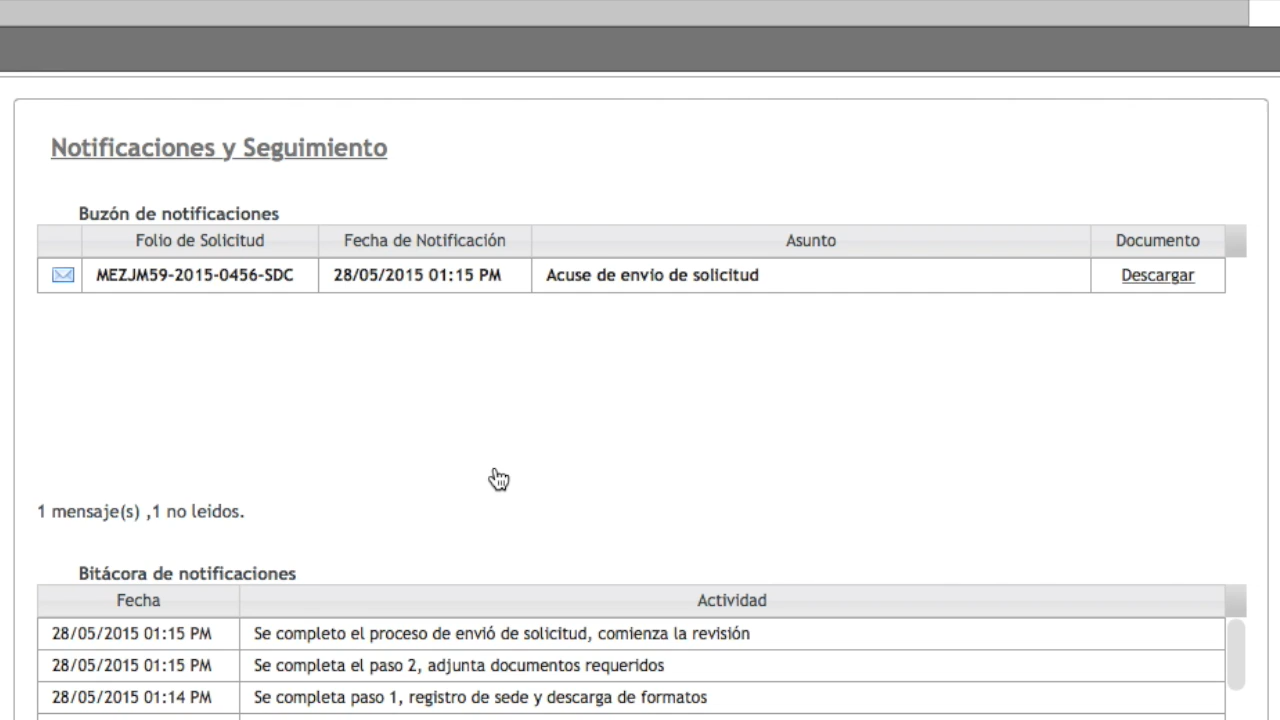 Notificaciones y Seguimiento
Buzón de notificaciones
Folio de Solicitud Fecha de Notificación Asunto Documento
MEZJM59-2015-0456-SDC 28/05/2015 01:15 PM Acuse de envio de solicitud Descargar
1 mensaje(s) ,1 no leidos.
Bitácora de notificaciones
Fecha Actividad
28/05/2015 01:15 PM Se completo el proceso de envió de solicitud, comienza la revisión
28/05/2015 01:15 PM Se completa el paso 2, adjunta documentos requeridos
28/05/2015 01:14 PM Se completa paso 1, registro de sede y descarga de formatos